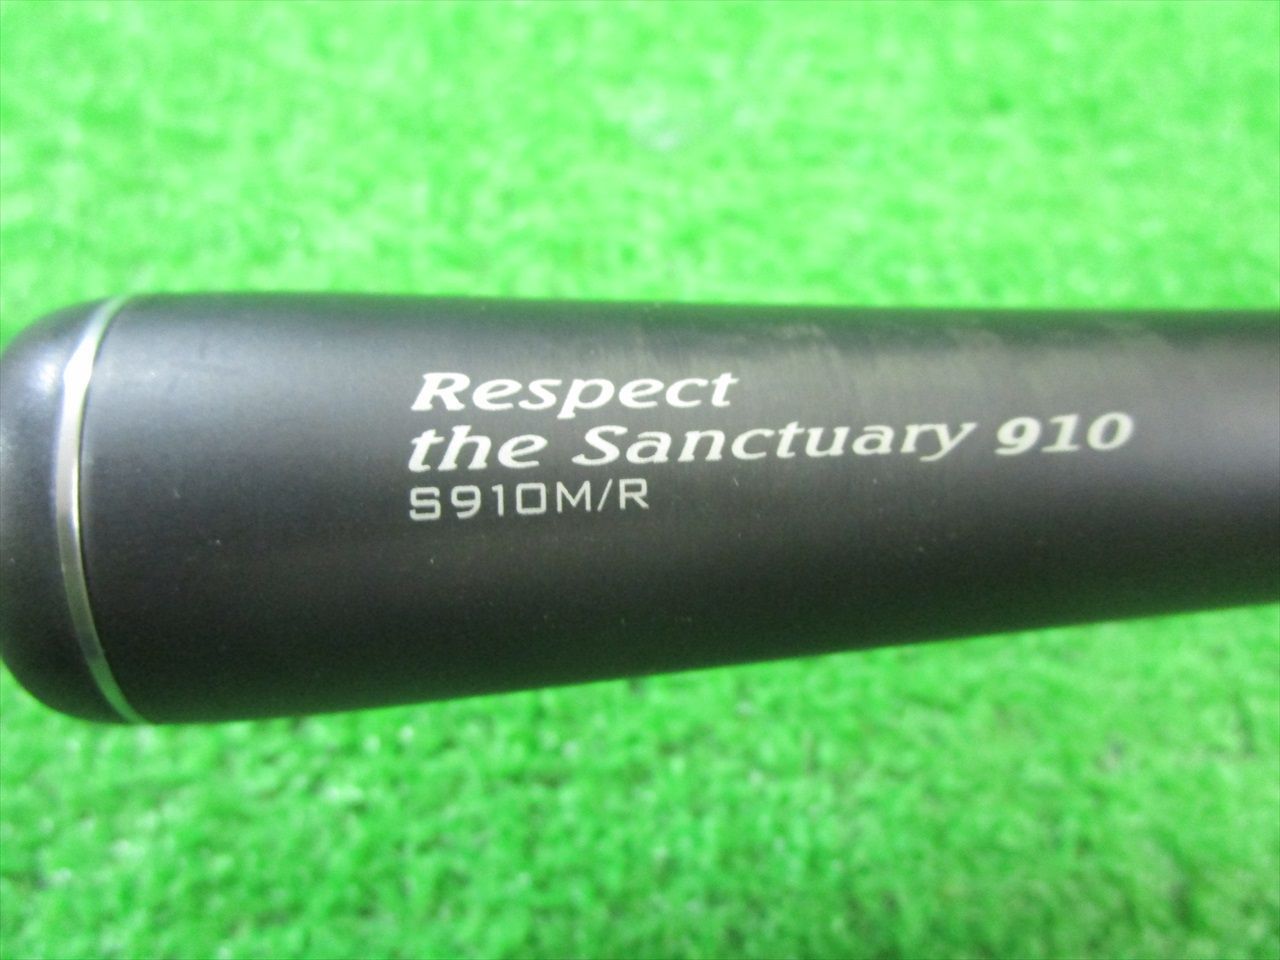 Respect
the Sanctuary 910
S910M/R